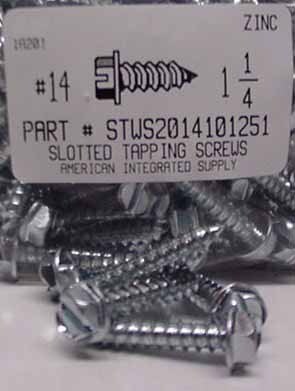 ZINC
1A201
#14 1 1/4
PART # STWS2014101251
SLOTTED TAPPING SCREWS
AMERICAN INTEGRATED SUPPLY